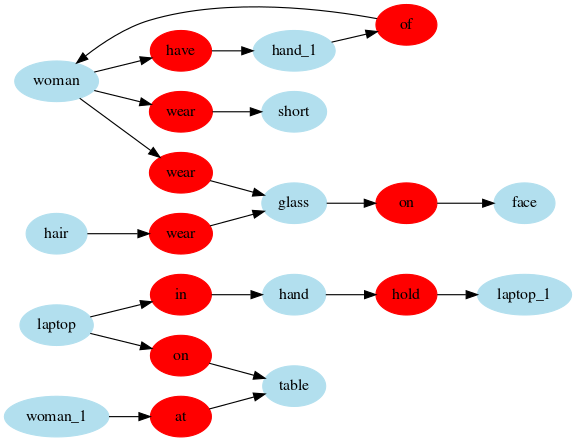 of
have
hand_1
woman
wear
short
wear
glass
on
face
hair
wear
in
hand
hold
laptop_1
laptop
on
table
woman_1
at